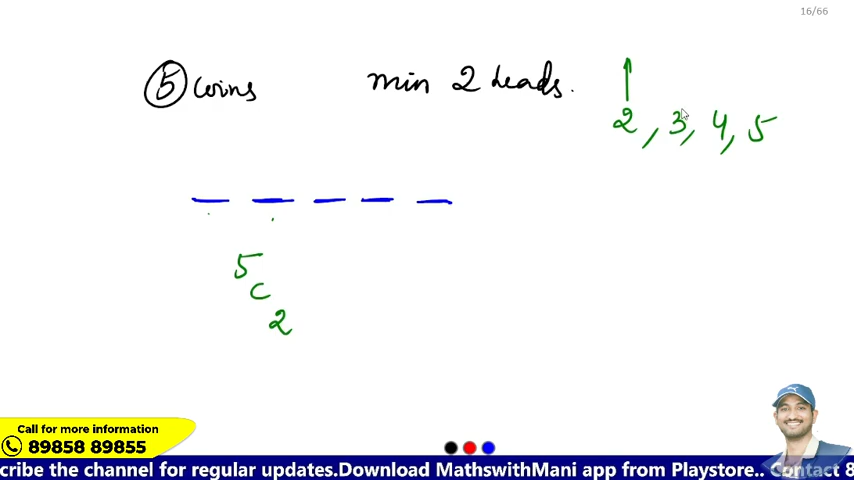 16/66
5 coins min 2 heads.
2, 3, 4, 5
5
C
2
Call for more information
89858 89855
cribe the channel for regular updates.Download MathswithMani app from Playstore.. Contact 8